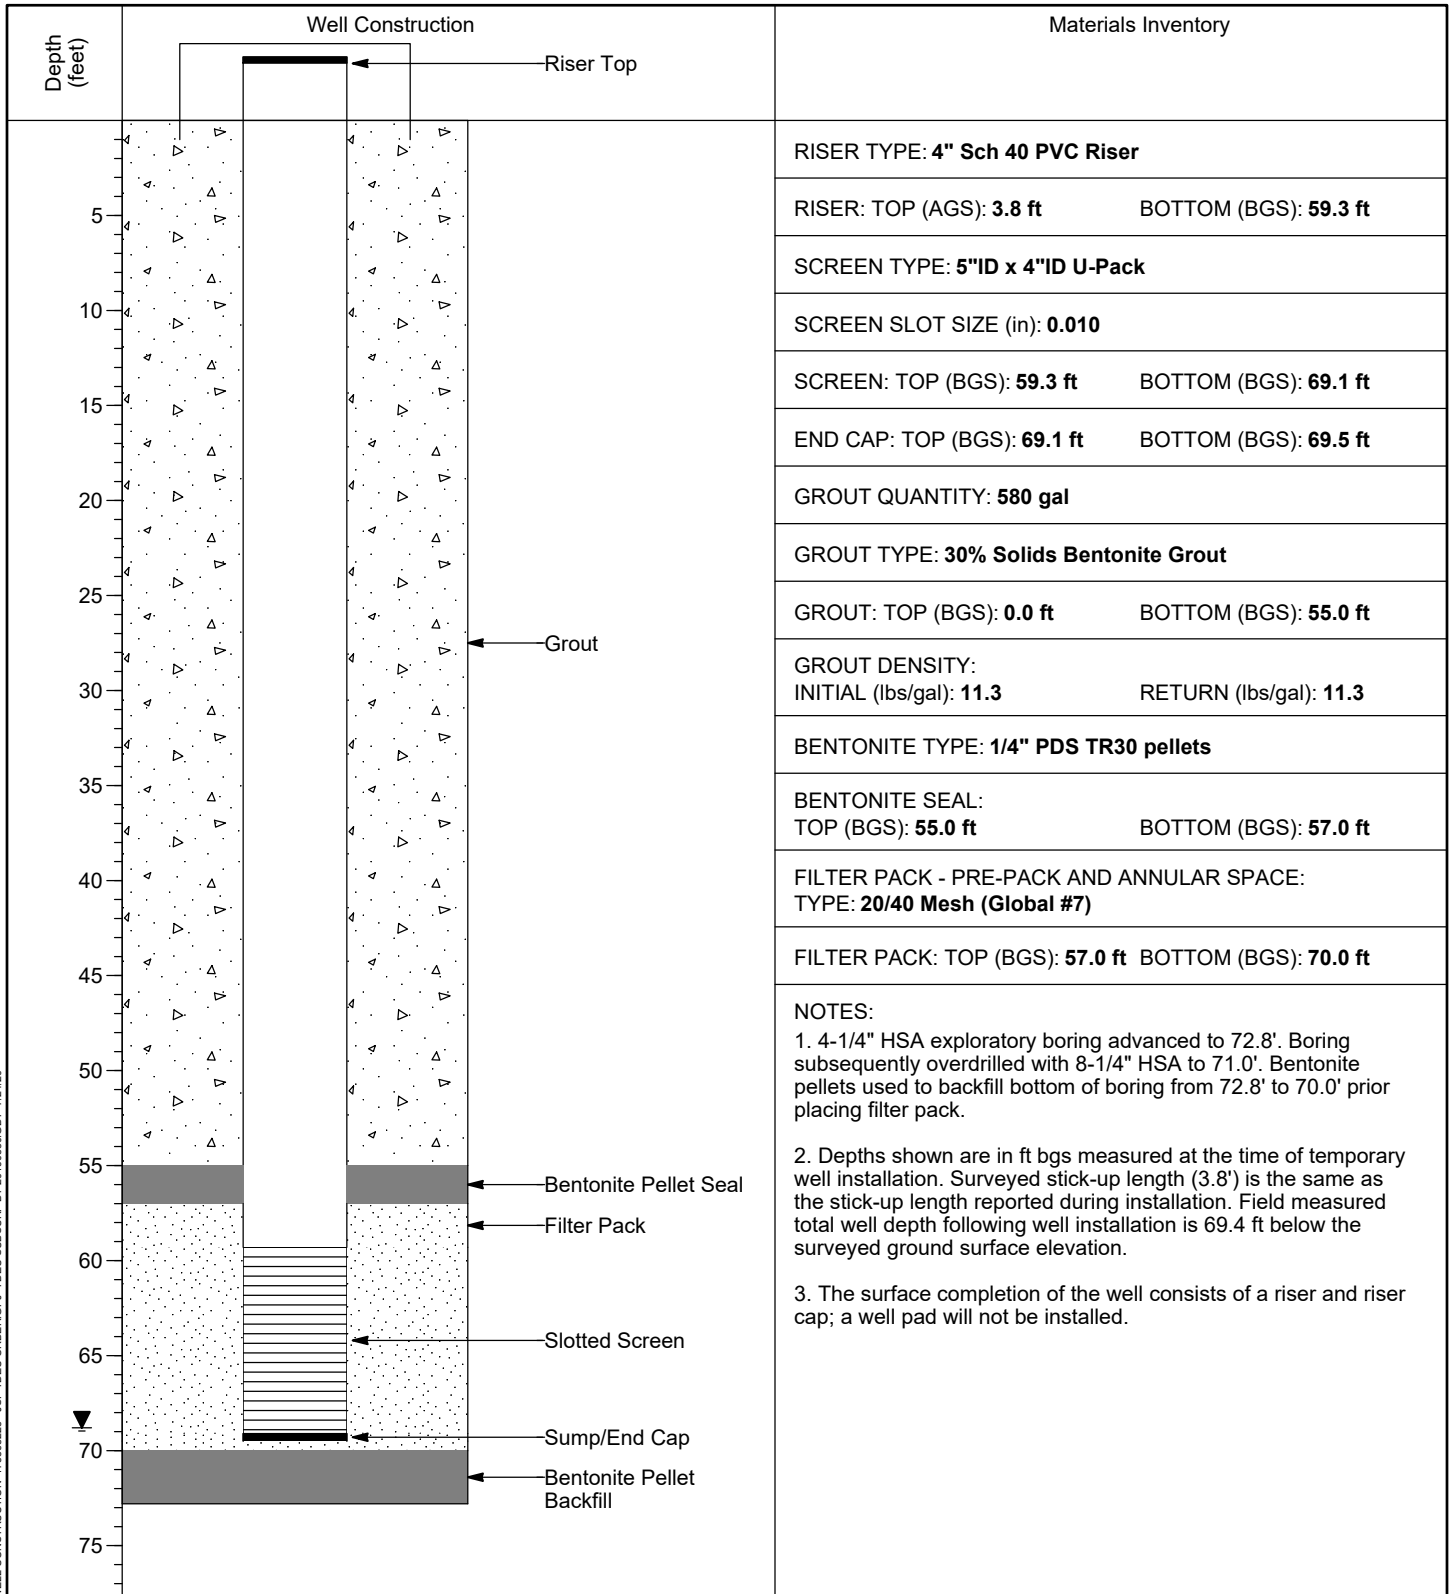 Depth
(feet)
Well Construction
Materials Inventory
Riser Top
5
10
15
20
25
30
35
40
45
50
55
60
65
70
75
Grout
Bentonite Pellet Seal
Filter Pack
Slotted Screen
Sump/End Cap
Bentonite Pellet
Backfill
RISER TYPE: 4" Sch 40 PVC Riser
RISER: TOP (AGS): 3.8 ft BOTTOM (BGS): 59.3 ft
SCREEN TYPE: 5"ID x 4"ID U-Pack
SCREEN SLOT SIZE (in): 0.010
SCREEN: TOP (BGS): 59.3 ft BOTTOM (BGS): 69.1 ft
END CAP: TOP (BGS): 69.1 ft BOTTOM (BGS): 69.5 ft
GROUT QUANTITY: 580 gal
GROUT TYPE: 30% Solids Bentonite Grout
GROUT: TOP (BGS): 0.0 ft BOTTOM (BGS): 55.0 ft
GROUT DENSITY:
INITIAL (lbs/gal): 11.3 RETURN (lbs/gal): 11.3
BENTONITE TYPE: 1/4" PDS TR30 pellets
BENTONITE SEAL:
TOP (BGS): 55.0 ft BOTTOM (BGS): 57.0 ft
FILTER PACK - PRE-PACK AND ANNULAR SPACE:
TYPE: 20/40 Mesh (Global #7)
FILTER PACK: TOP (BGS): 57.0 ft BOTTOM (BGS): 70.0 ft
NOTES:
1. 4-1/4" HSA exploratory boring advanced to 72.8'. Boring
subsequently overdrilled with 8-1/4" HSA to 71.0'. Bentonite
pellets used to backfill bottom of boring from 72.8' to 70.0' prior
placing filter pack.
2. Depths shown are in ft bgs measured at the time of temporary
well installation. Surveyed stick-up length (3.8') is the same as
the stick-up length reported during installation. Field measured
total well depth following well installation is 69.4 ft below the
surveyed ground surface elevation.
3. The surface completion of the well consists of a riser and riser
cap; a well pad will not be installed.